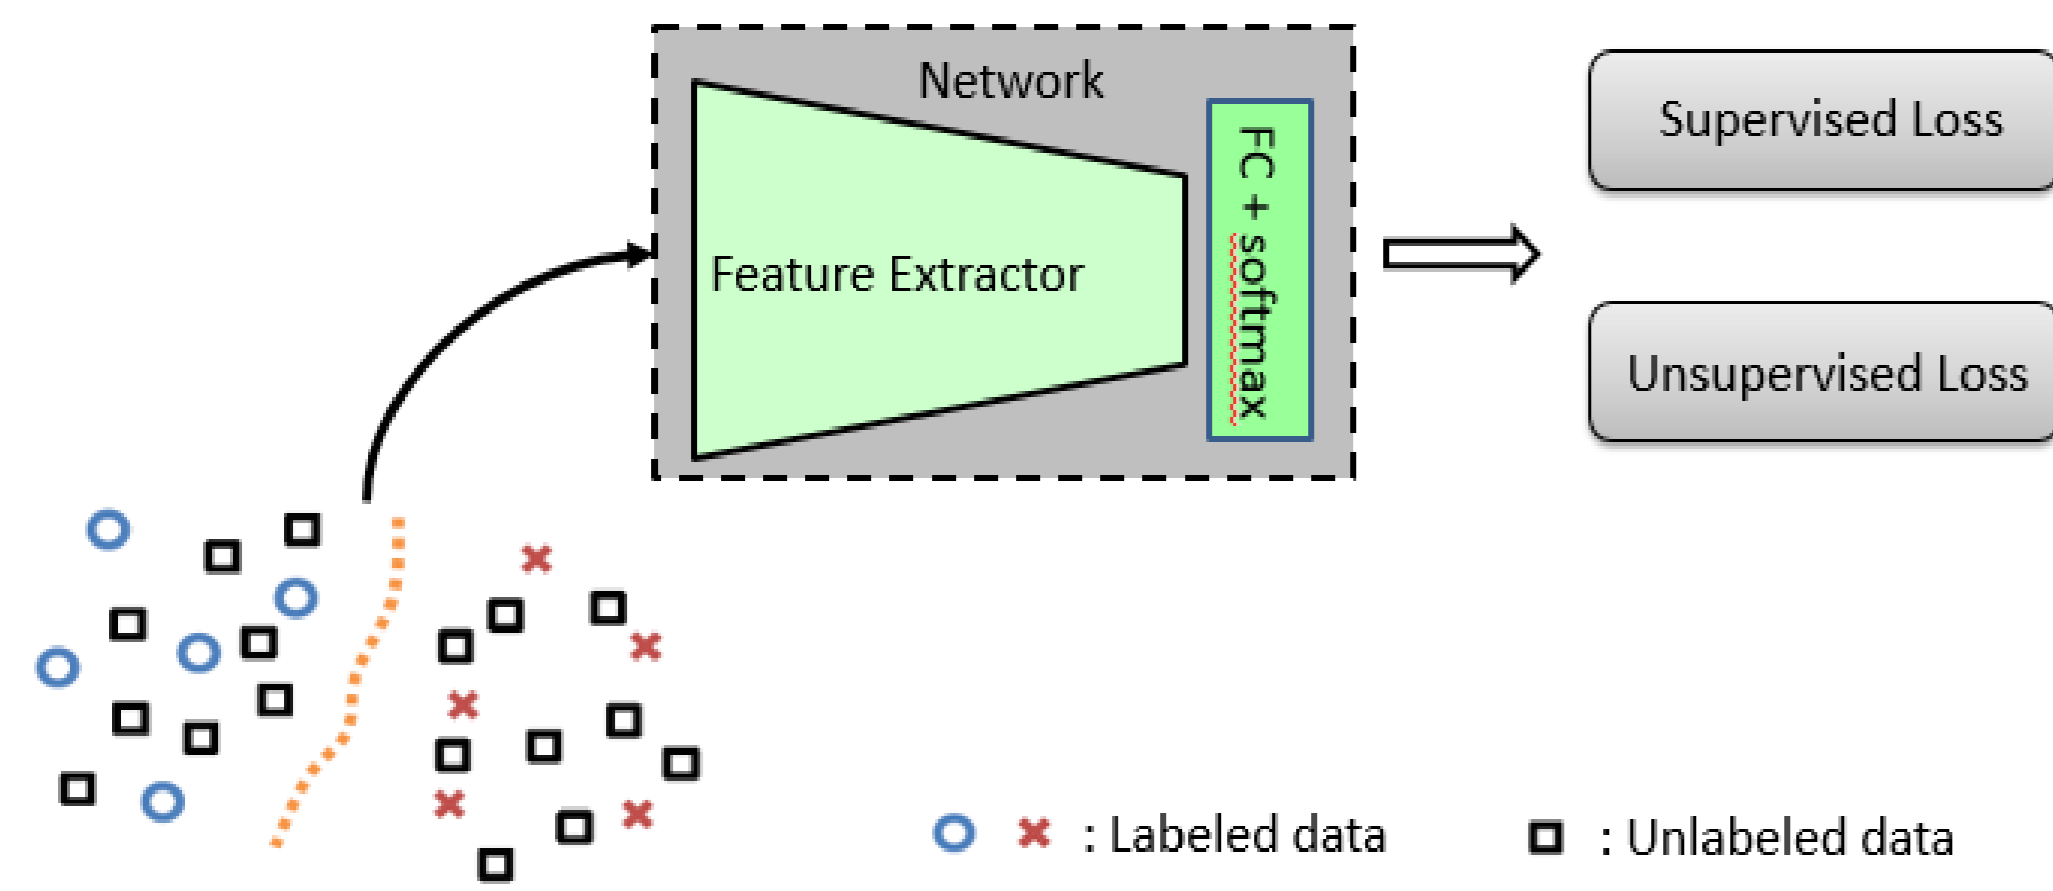 Network
Feature Extractor
FC + softmax
Supervised Loss
Unsupervised Loss
: Labeled data
: Unlabeled data